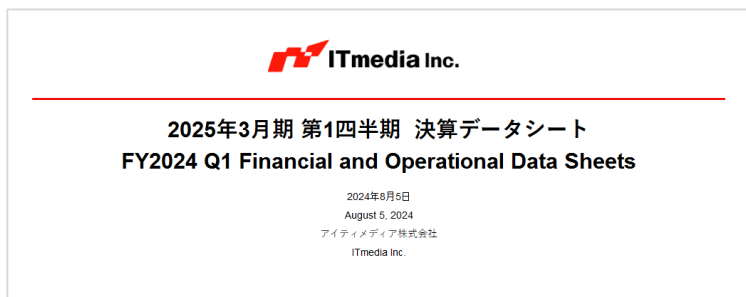 ITmedia Inc.
2025年3月期 第1四半期 決算データシート
FY2024 Q1 Financial and Operational Data Sheets
2024年8月5日
August 5, 2024
アイティメディア株式会社
ITmedia Inc.